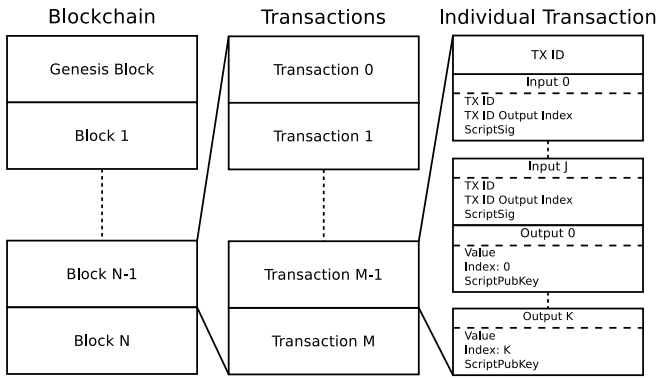 Blockchain
Genesis Block
Block 1
Block N-1
Block N
Transactions
Transaction 0
Transaction 1
Transaction M-1
Transaction M
Individual Transaction
TX ID
Input 0
TX ID
TX ID Output Index
ScriptSig
Input J
TX ID
TX ID Output Index
ScriptSig
Output 0
Value
Index: 0
ScriptPubKey
Output K
Value
Index: K
ScriptPubKey